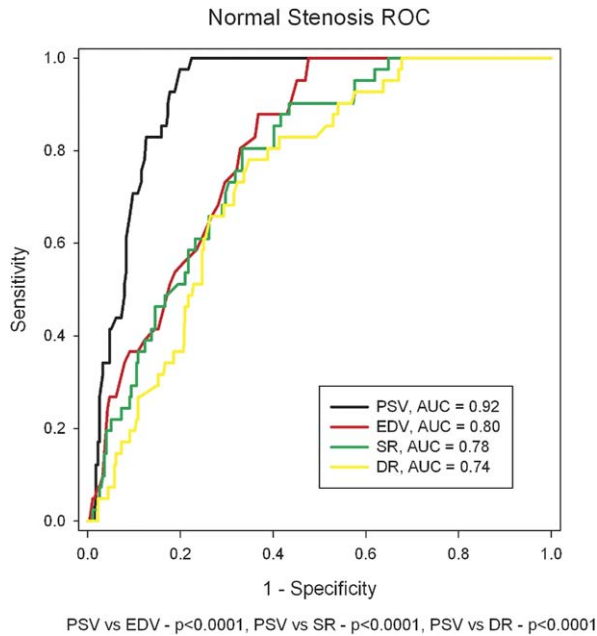 Normal Stenosis ROC
1.0
0.8
0.6
0.4
0.2
0.0
Sensitivity
PSV, AUC = 0.92
EDV, AUC = 0.80
SR, AUC = 0.78
DR, AUC = 0.74
0.0 0.2 0.4 0.6 0.8 1.0
1 - Specificity
PSV vs EDV - p<0.0001, PSV vs SR - p<0.0001, PSV vs DR - p<0.0001